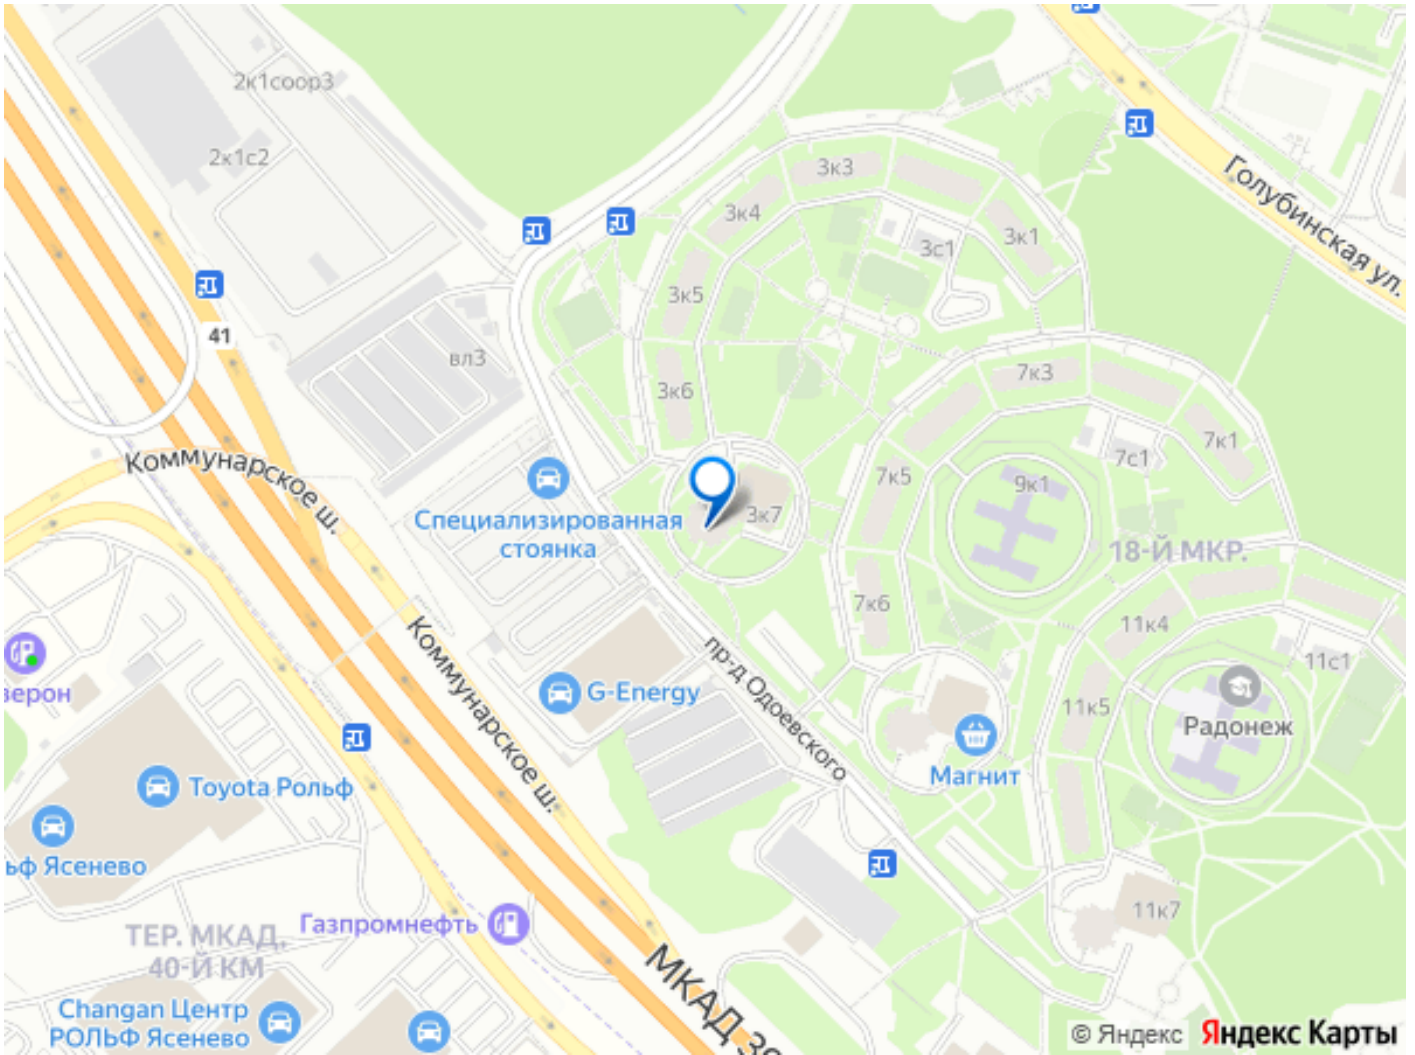 2к1соор3
2к1с2
41
вл3
3к3
3к4
3к1
3с1
3к5
3к6
3к7
Голубинская ул.
7к3
7к1
7с1
7к5
9к1
18-Й МКР.
7к6
11к4
11с1
11к5
Радонеж
11к7
Коммунарское ш.
Специализированная
стоянка
Коммунарское ш.
G-Energy
пр-д Одоевского
Магнит
зерон
Toyota Рольф
ьф Ясенево
Газпромнефть
ТЕР. МКАД,
40-Й КМ
Changan Центр
РОЛЬФ Ясенево
МКАД 39
© Яндекс Яндекс Карты